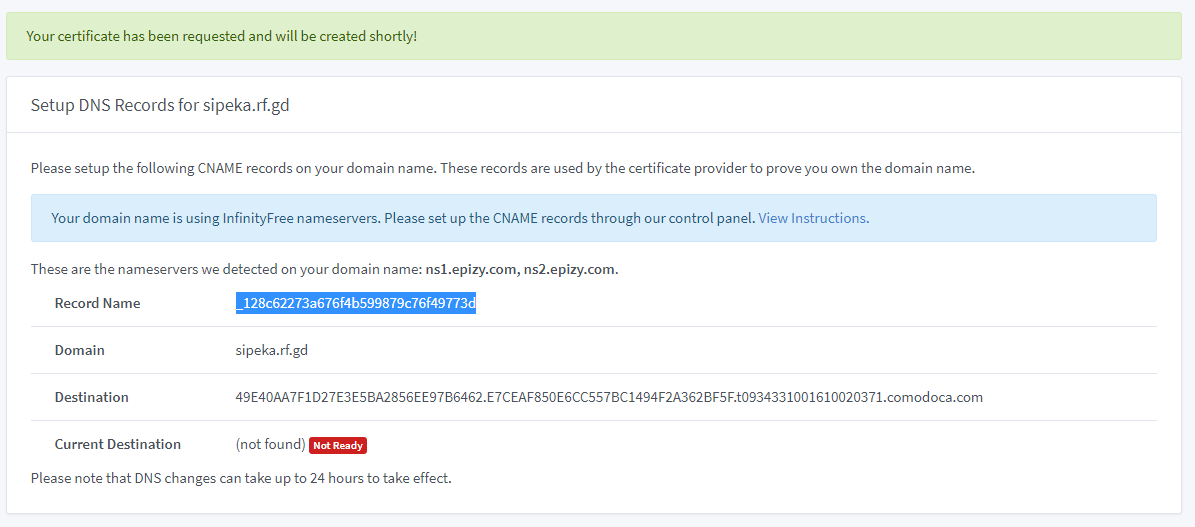 Your certificate has been requested and will be created shortly!
Setup DNS Records for sipeka.rf.gd
Please setup the following CNAME records on your domain name. These records are used by the certificate provider to prove you own the domain name.
Your domain name is using InfinityFree nameservers. Please set up the CNAME records through our control panel. View Instructions.
These are the nameservers we detected on your domain name: ns1.epizy.com, ns2.epizy.com.
Record Name _128c62273a676f4b599879c76f49773d
Domain sipeka.rf.gd
Destination 49E40AA7F1D27E3E5BA2856EE97B6462.E7CEAF850E6CC557BC1494F2A362BF5F.t0934331001610020371.comodoca.com
Current Destination (not found) Not Ready
Please note that DNS changes can take up to 24 hours to take effect.